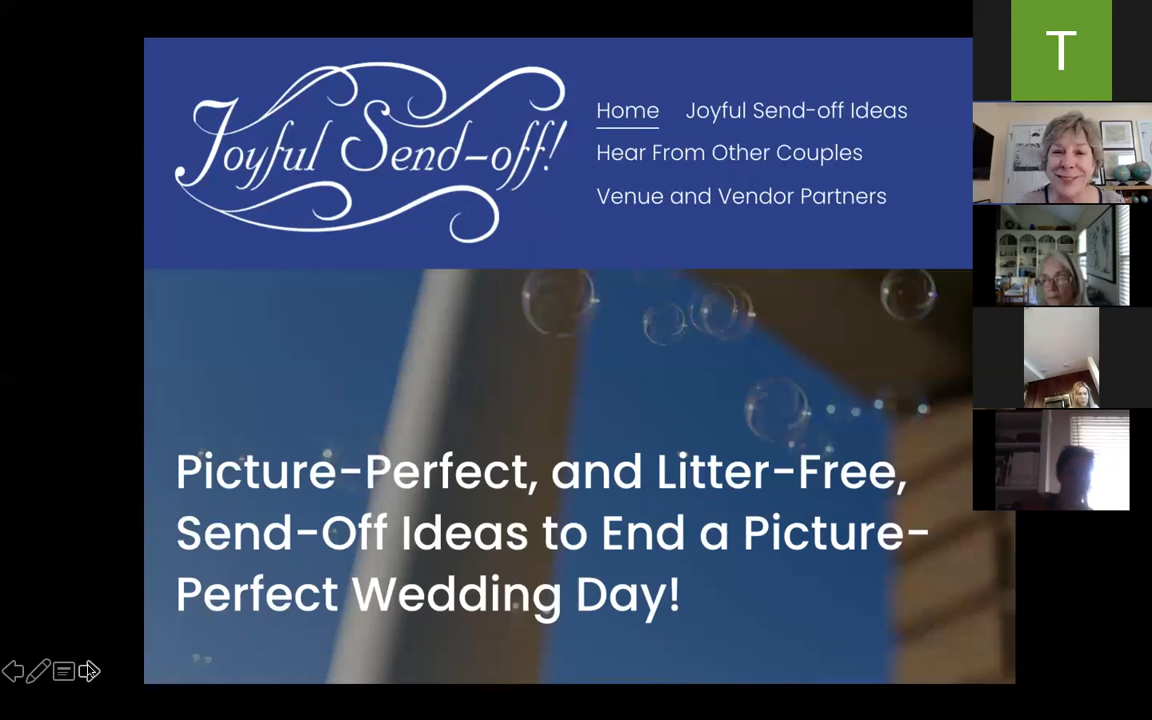 Joyful Send-off!
Home Joyful Send-off Ideas
Hear From Other Couples
Venue and Vendor Partners
Picture-Perfect, and Litter-Free,
Send-Off Ideas to End a Picture-
Perfect Wedding Day!
T